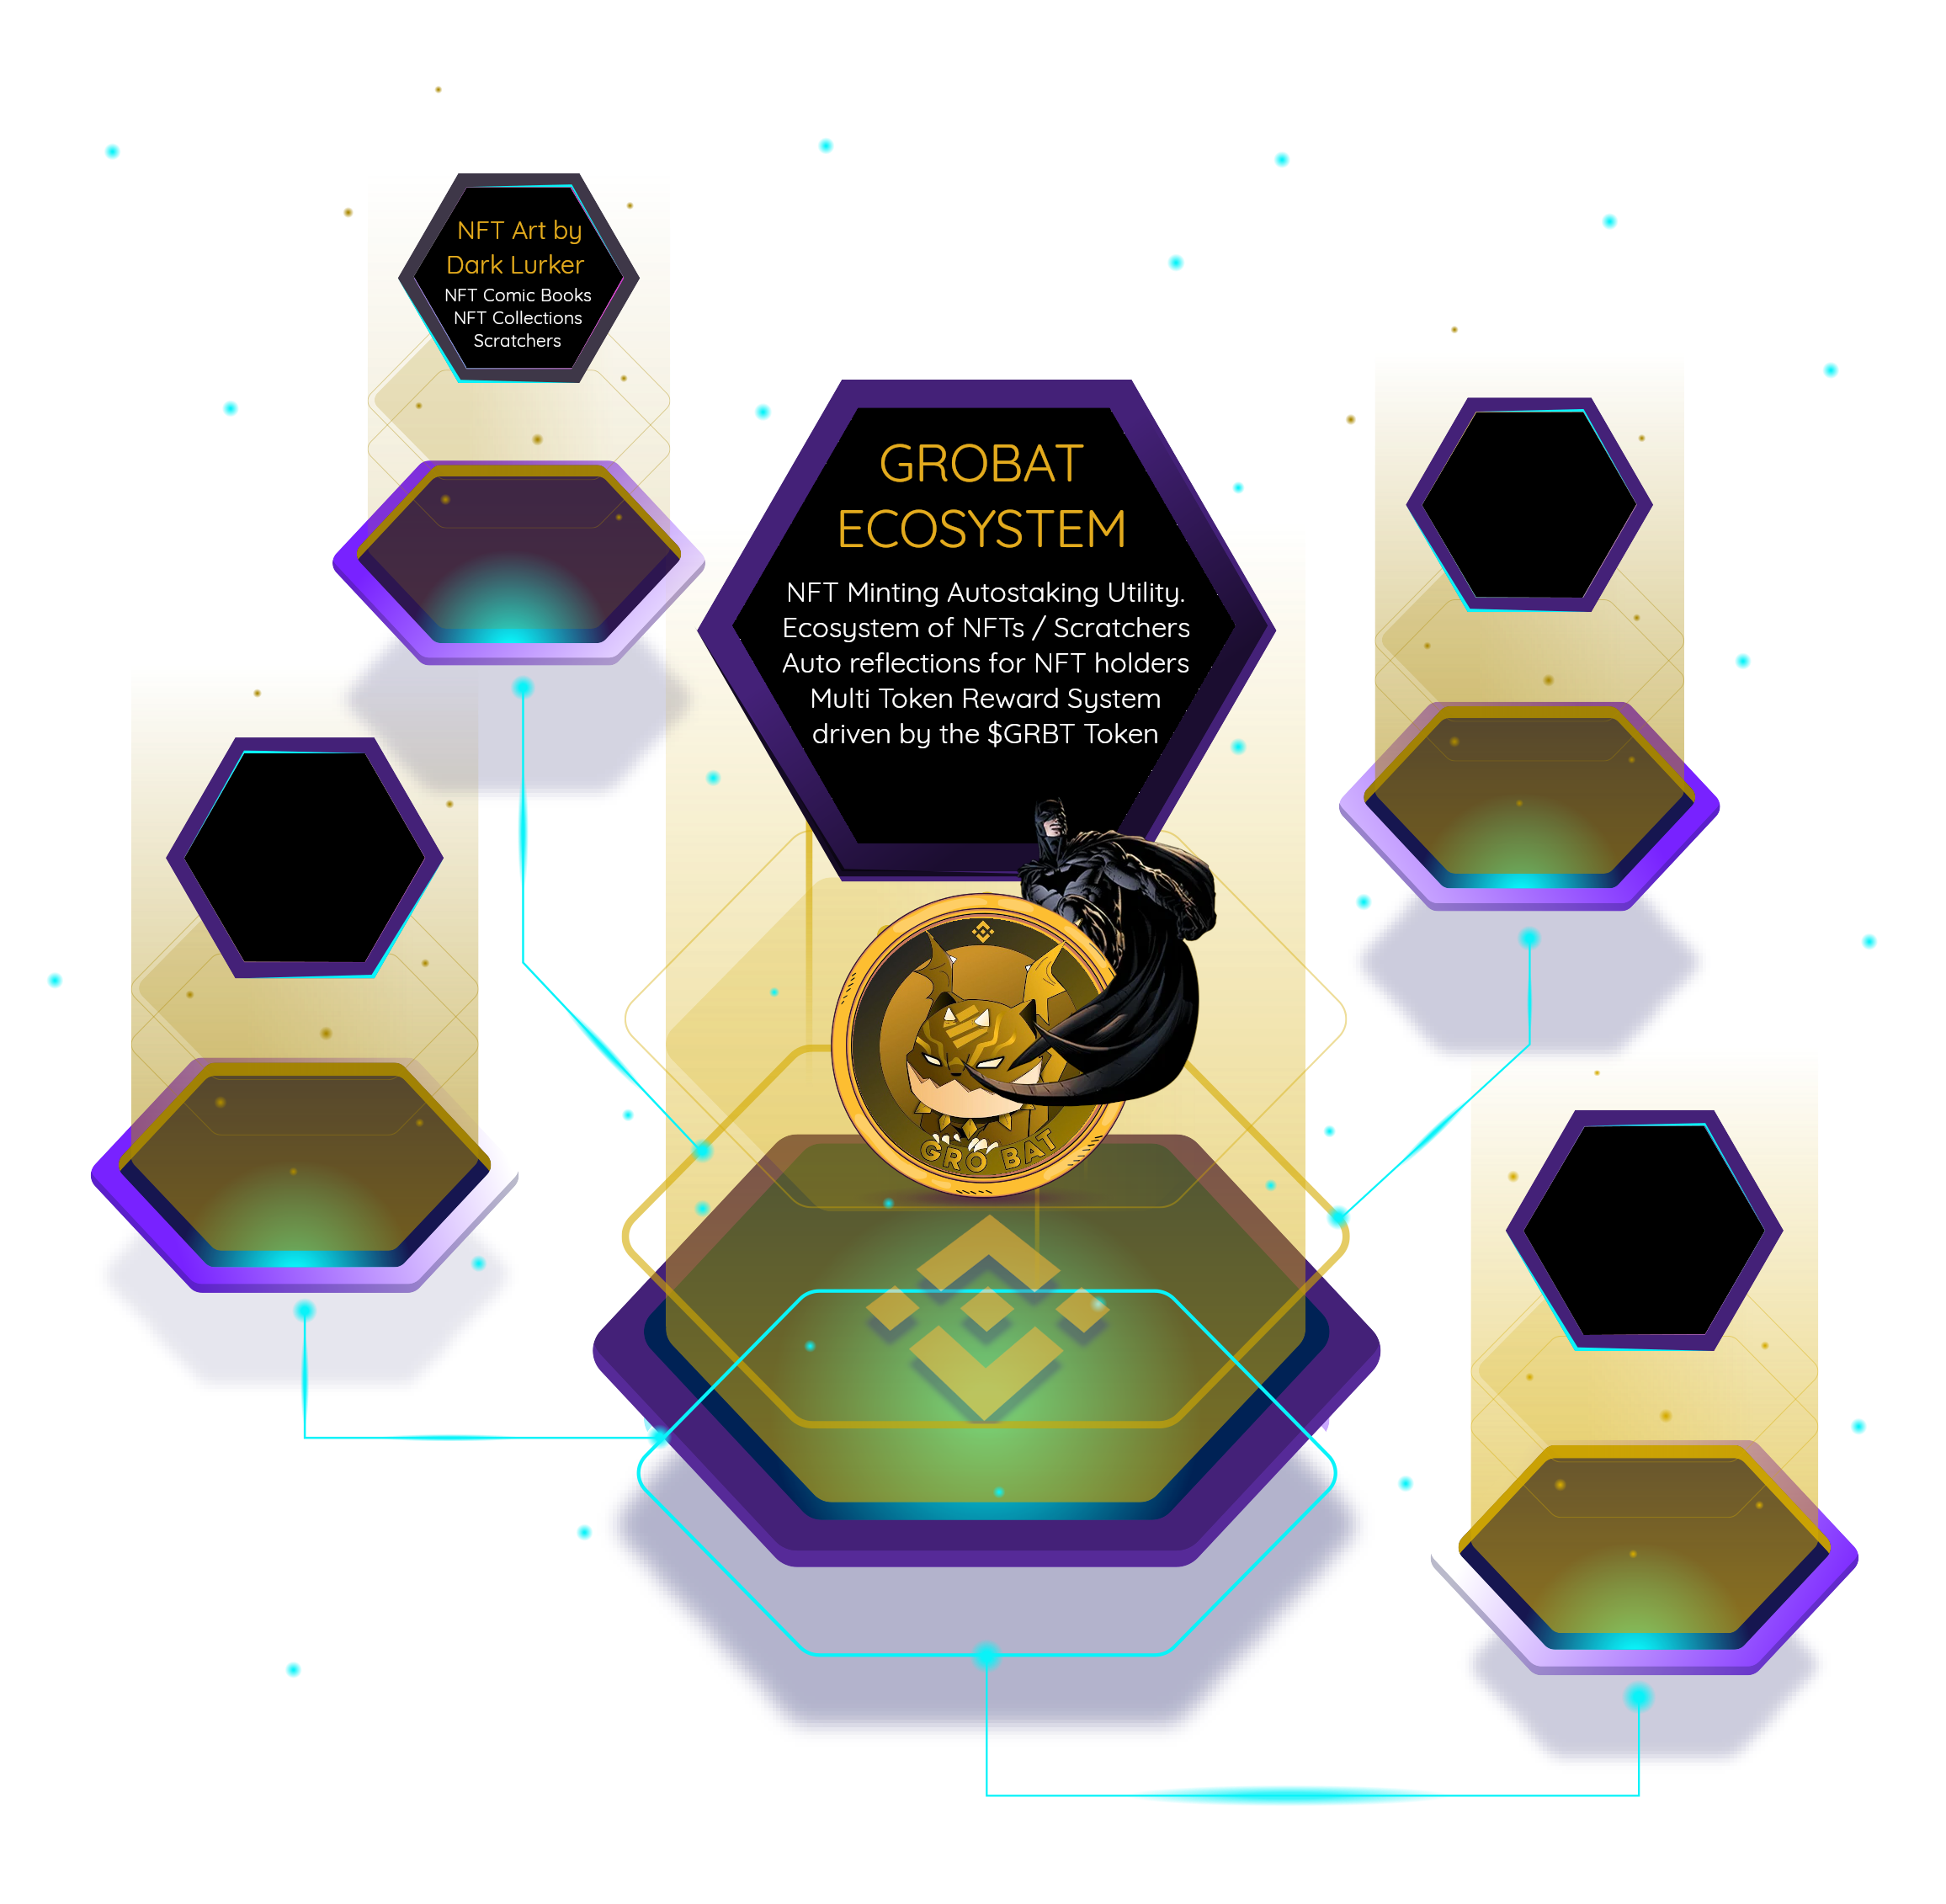 NFT Art by
Dark Lurker
NFT Comic Books
NFT Collections
Scratchers
GROBAT
ECOSYSTEM
NFT Minting Autostaking Utility.
Ecosystem of NFTs / Scratchers
Auto reflections for NFT holders
Multi Token Reward System
driven by the $GRBT Token
GRO BAT